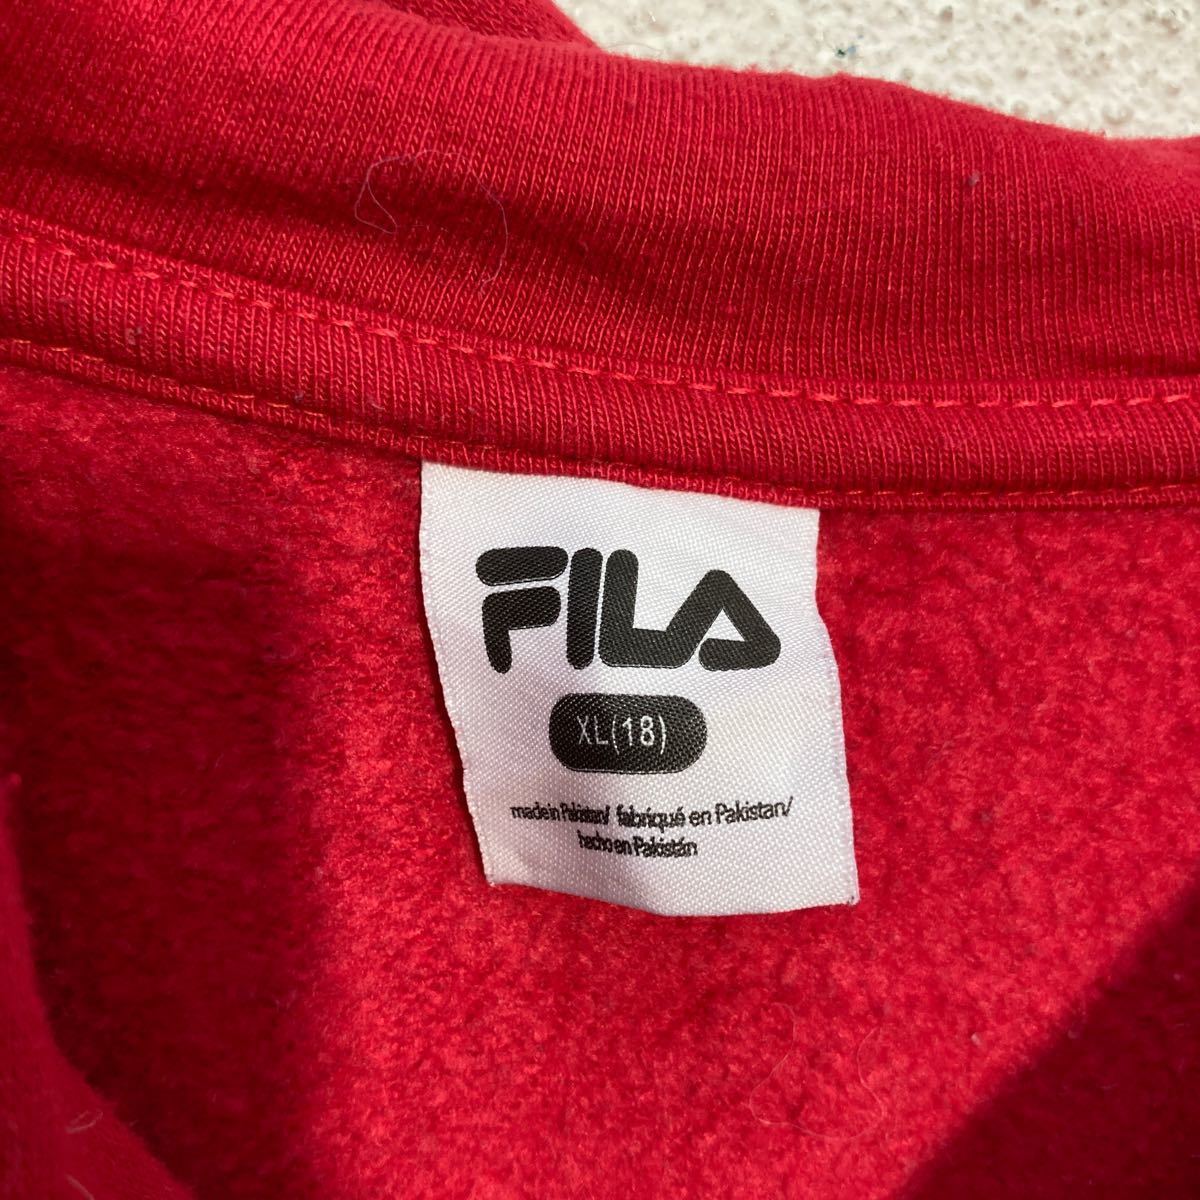 FILA
XL(18)
made in Pakistan/ fabriqué en Pakistan/
hecho en Pakistán